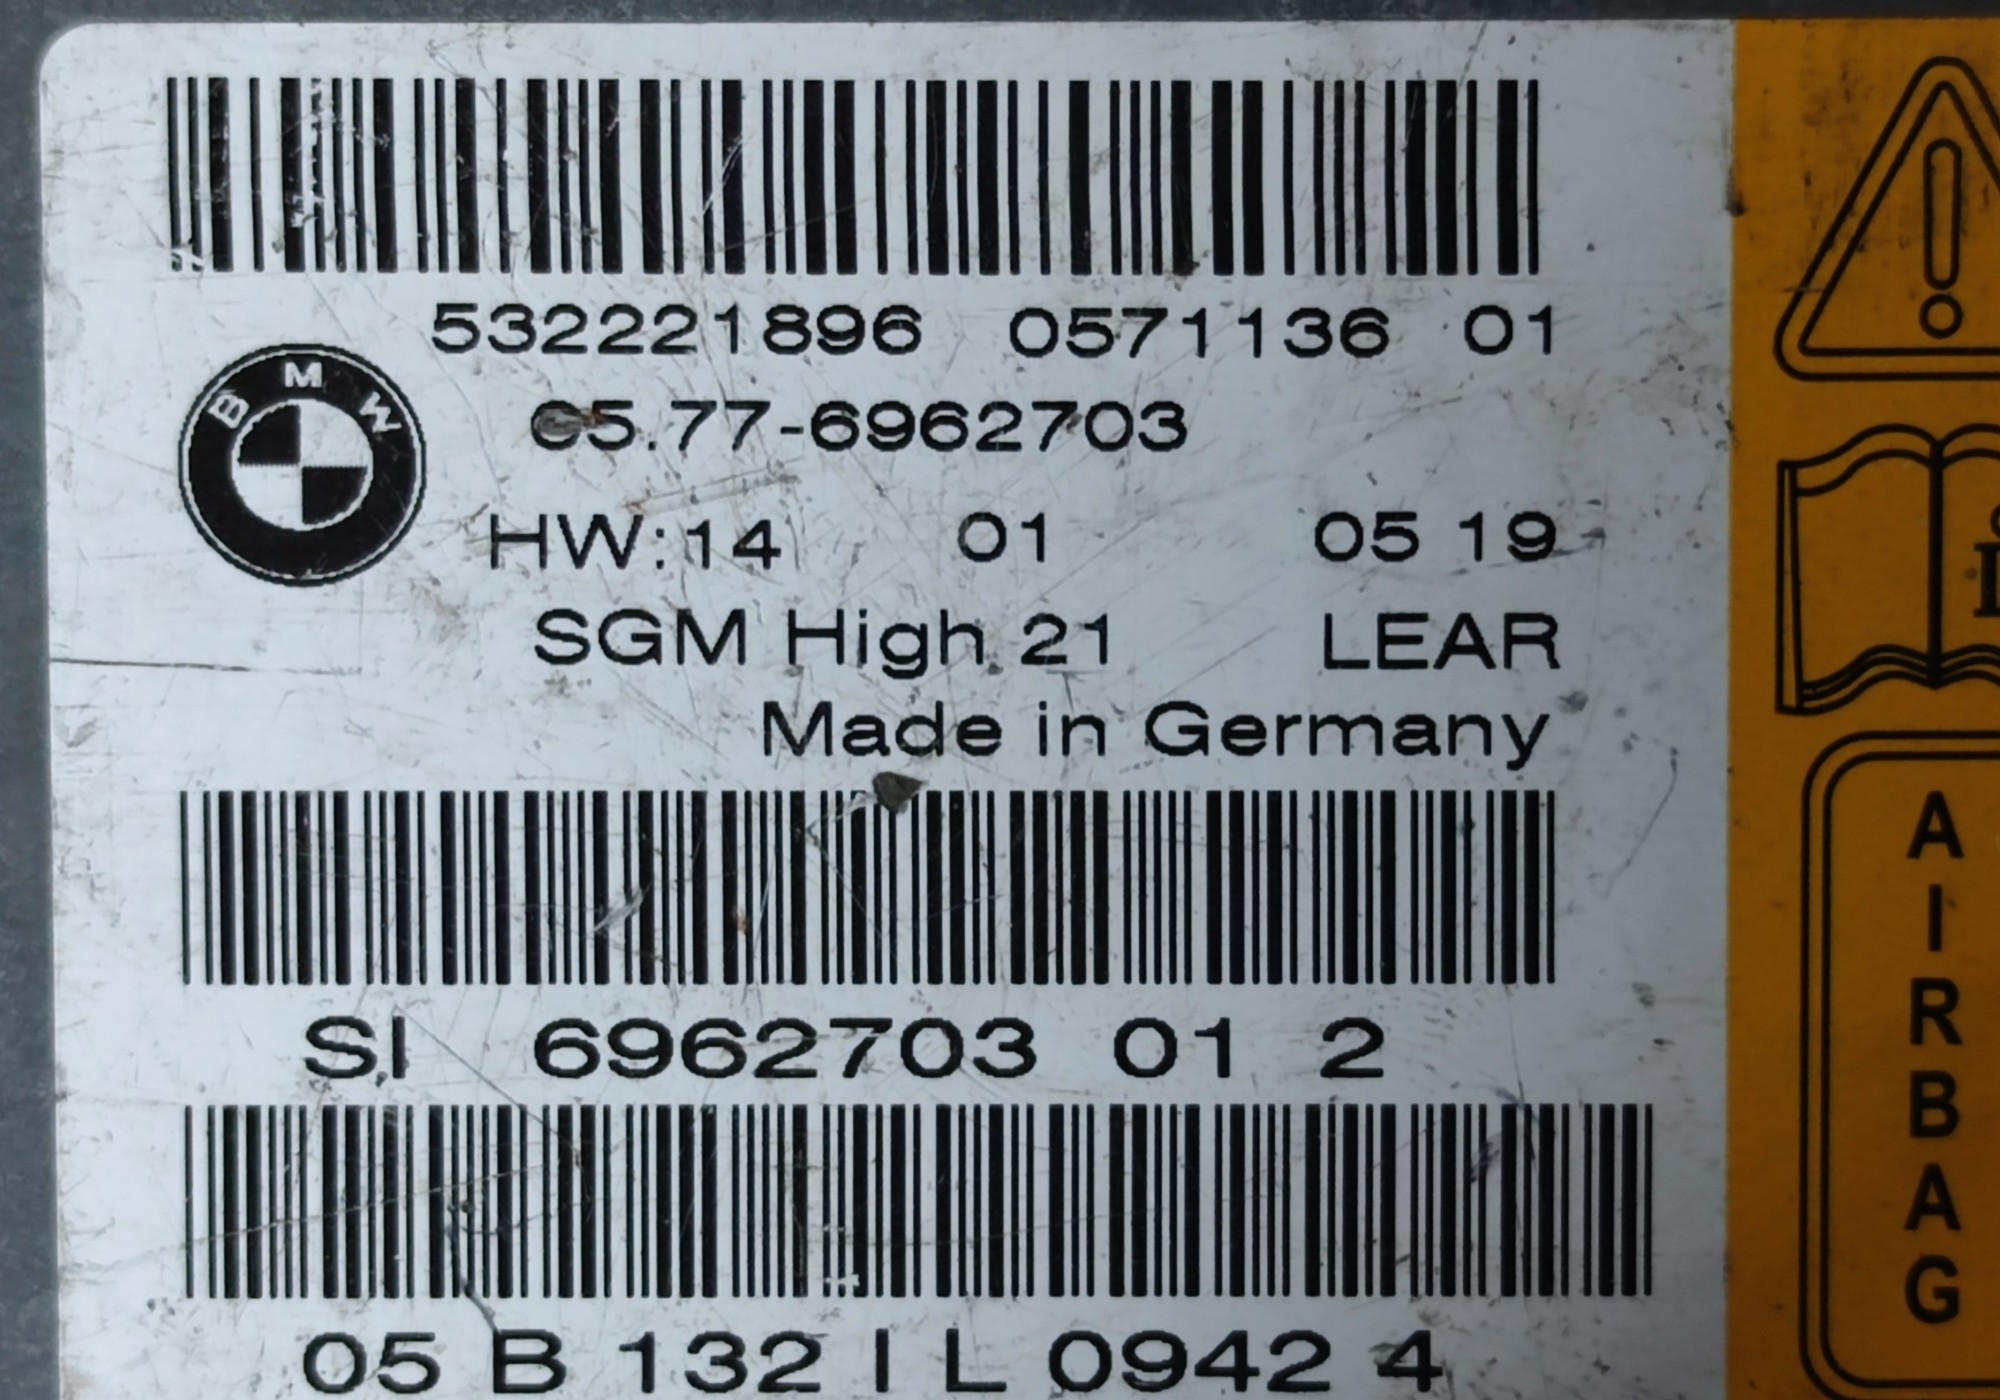 532221896 0571136 01
BMW
65.77-6962703
HW:14 01 05 19
SGM High 21 LEAR
Made in Germany
SI 6962703 01 2
05 B 132 I L 0942 4
i
AIRBAG